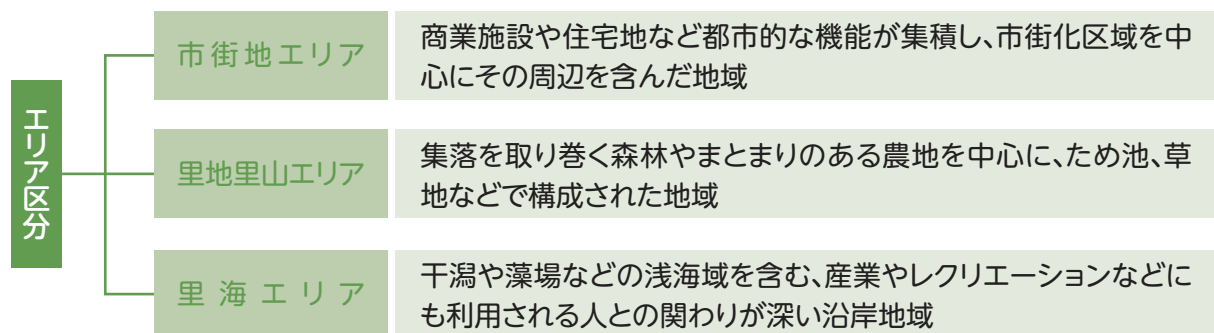 エリア区分
市街地エリア
商業施設や住宅地など都市的な機能が集積し、市街化区域を中
心にその周辺を含んだ地域
里地里山エリア
集落を取り巻く森林やまとまりのある農地を中心に、ため池、草
地などで構成された地域
里海エリア
干潟や藻場などの浅海域を含む、産業やレクリエーションなどに
も利用される人との関わりが深い沿岸地域